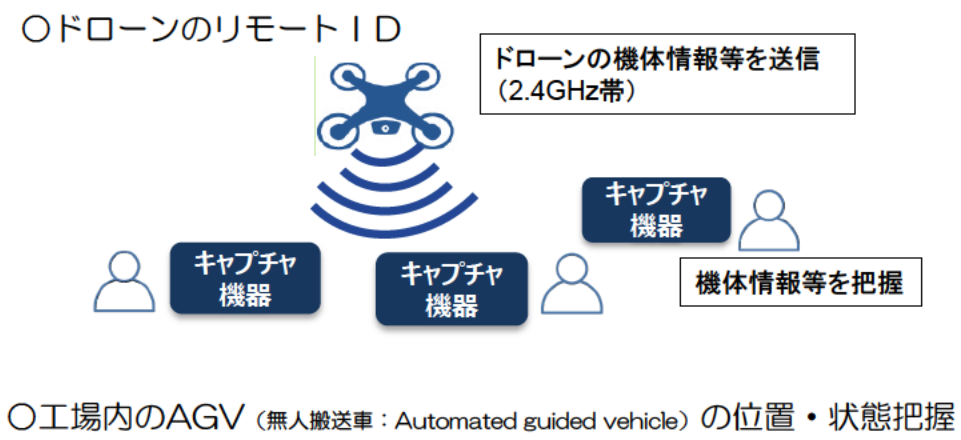 〇ドローンのリモートＩＤ
ドローンの機体情報等を送信
（2.4GHz帯）
キャプチャ
機器
キャプチャ
機器
キャプチャ
機器
機体情報等を把握
〇工場内のAGV（無人搬送車：Automated guided vehicle）の位置・状態把握